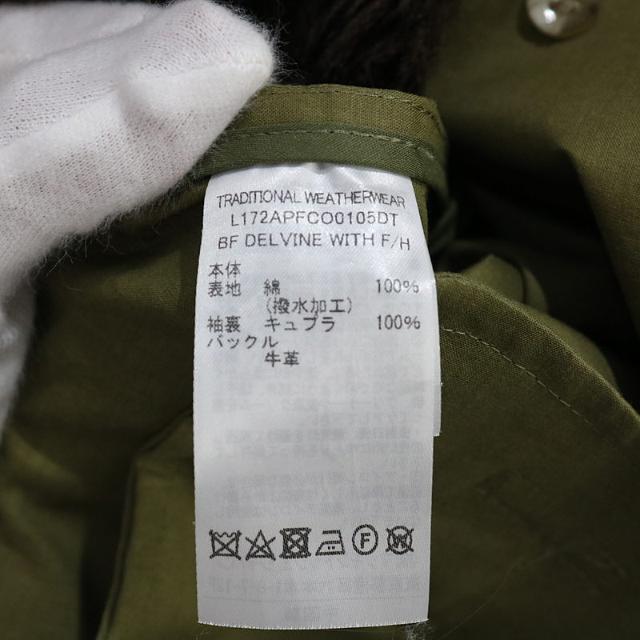 TRADITIONAL WEATHERWEAR
L172APFCO0105DT
BF DELVINE WITH F/H
本体
表地 綿 100%
(撥水加工)
袖裏 キュプラ 100%
バックル
牛革
F
W